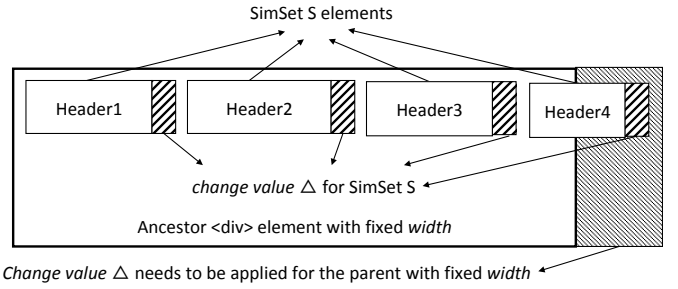 SimSet S elements
Header1 Header2 Header3 Header4
change value △ for SimSet S
Ancestor <div> element with fixed width
Change value △ needs to be applied for the parent with fixed width